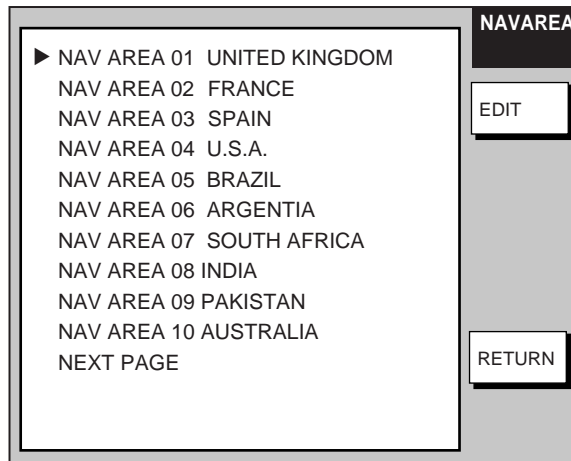 NAVAREA
NAV AREA 01 UNITED KINGDOM
NAV AREA 02 FRANCE
NAV AREA 03 SPAIN
NAV AREA 04 U.S.A.
NAV AREA 05 BRAZIL
NAV AREA 06 ARGENTIA
NAV AREA 07 SOUTH AFRICA
NAV AREA 08 INDIA
NAV AREA 09 PAKISTAN
NAV AREA 10 AUSTRALIA
NEXT PAGE
EDIT
RETURN